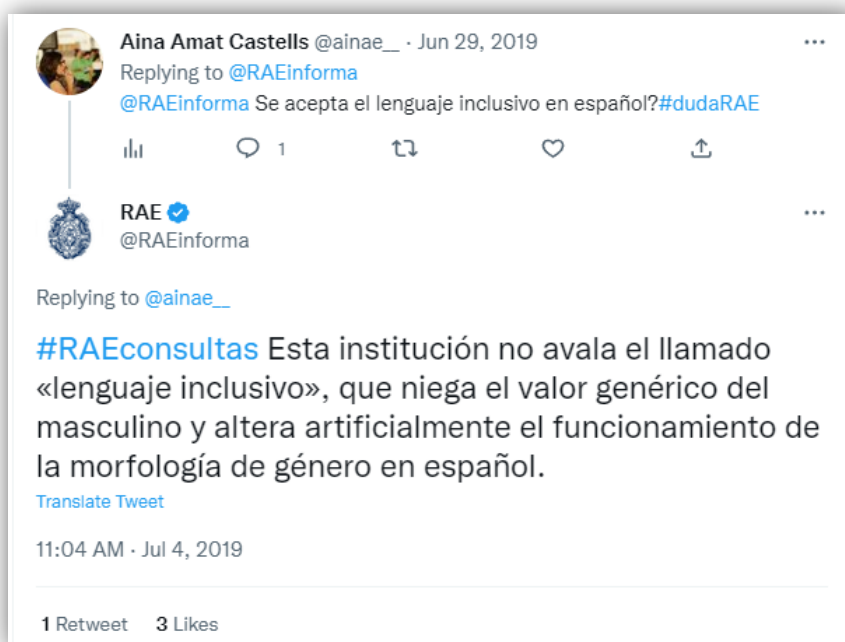 Aina Amat Castells @ainae__ · Jun 29, 2019
Replying to @RAEinforma
@RAEinforma Se acepta el lenguaje inclusivo en español?#dudaRAE
1
RAE
@RAEinforma
Replying to @ainae__
#RAEconsultas Esta institución no avala el llamado
«lenguaje inclusivo», que niega el valor genérico del
masculino y altera artificialmente el funcionamiento de
la morfología de género en español.
Translate Tweet
11:04 AM · Jul 4, 2019
1 Retweet 3 Likes